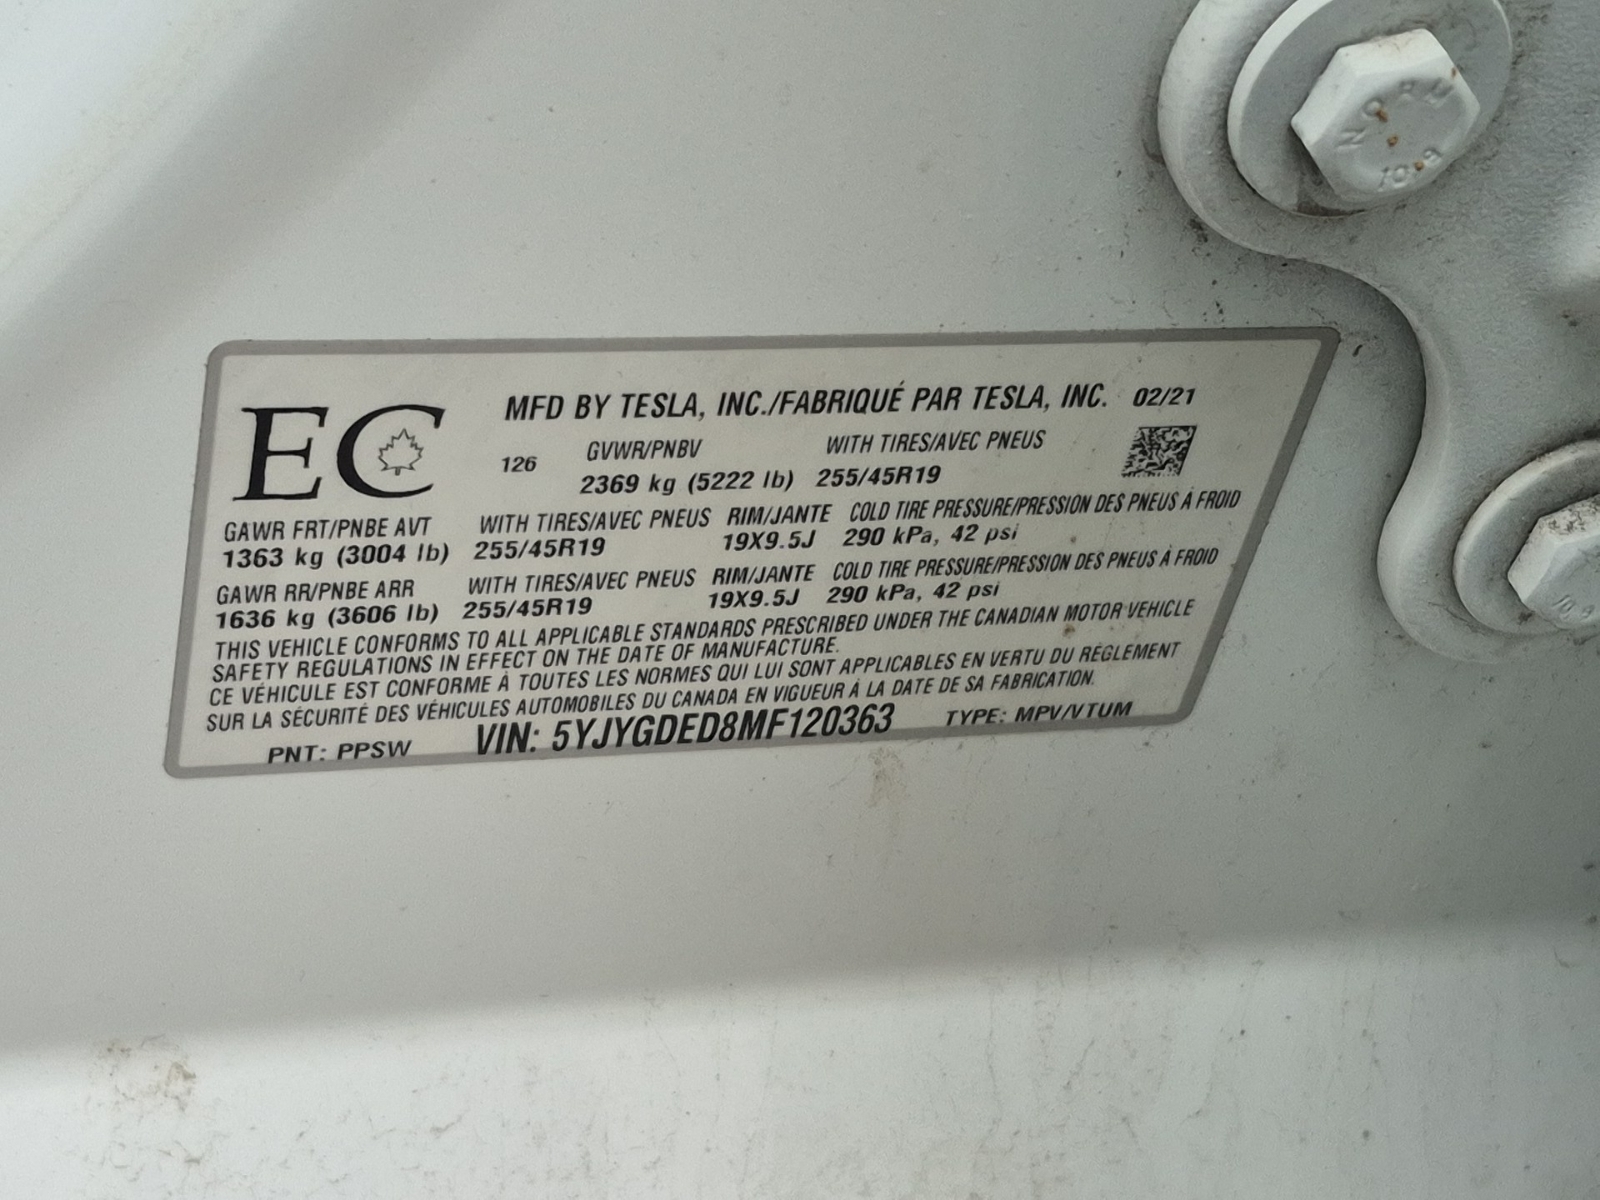 NORM
10.9
MFD BY TESLA, INC./FABRIQUÉ PAR TESLA, INC. 02/21
EC
126 GVWR/PNBV WITH TIRES/AVEC PNEUS
2369 kg (5222 lb) 255/45R19
GAWR FRT/PNBE AVT WITH TIRES/AVEC PNEUS RIM/JANTE COLD TIRE PRESSURE/PRESSION DES PNEUS À FROID
1363 kg (3004 lb) 255/45R19 19X9.5J 290 kPa, 42 psi
GAWR RR/PNBE ARR WITH TIRES/AVEC PNEUS RIM/JANTE COLD TIRE PRESSURE/PRESSION DES PNEUS À FROID
1636 kg (3606 lb) 255/45R19 19X9.5J 290 kPa, 42 psi
THIS VEHICLE CONFORMS TO ALL APPLICABLE STANDARDS PRESCRIBED UNDER THE CANADIAN MOTOR VEHICLE
SAFETY REGULATIONS IN EFFECT ON THE DATE OF MANUFACTURE.
CE VÉHICULE EST CONFORME À TOUTES LES NORMES QUI LUI SONT APPLICABLES EN VERTU DU RÈGLEMENT
SUR LA SÉCURITÉ DES VÉHICULES AUTOMOBILES DU CANADA EN VIGUEUR À LA DATE DE SA FABRICATION.
PNT: PPSW VIN: 5YJYGDED8MF120363 TYPE: MPV/VTUM